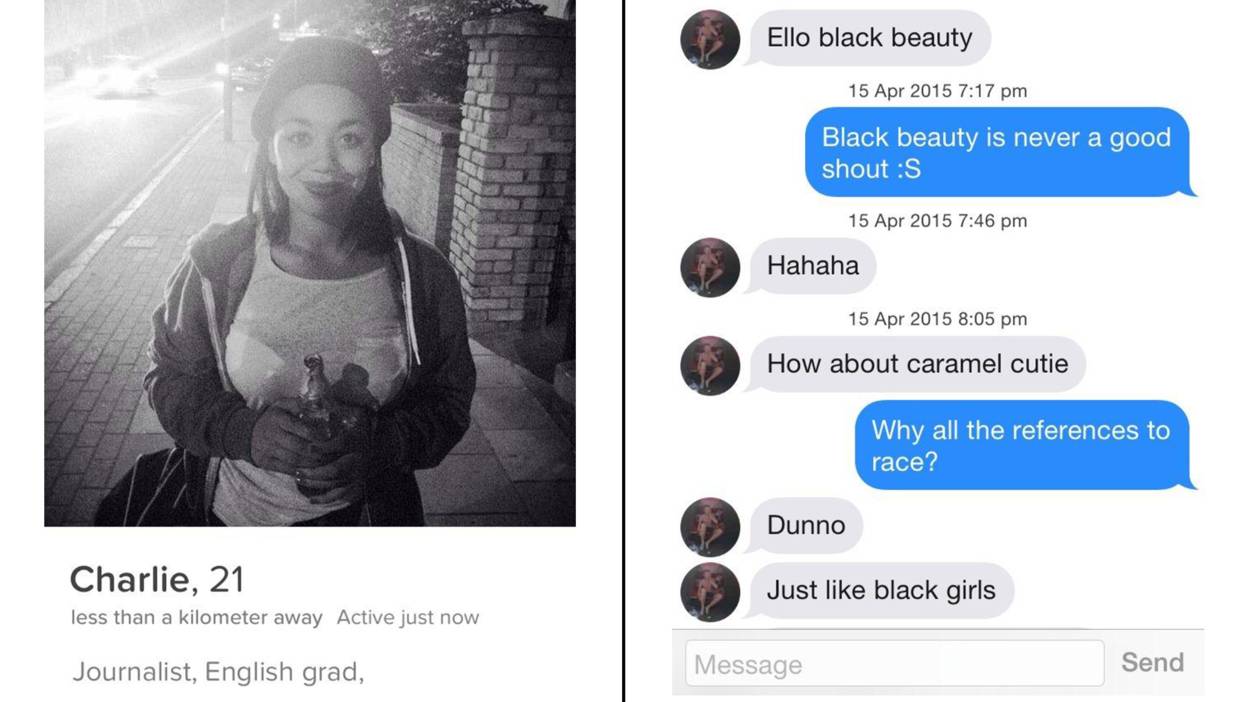 Charlie, 21
less than a kilometer away Active just now
Journalist, English grad,
Ello black beauty
15 Apr 2015 7:17 pm
Black beauty is never a good
shout :S
15 Apr 2015 7:46 pm
Hahaha
15 Apr 2015 8:05 pm
How about caramel cutie
Why all the references to
race?
Dunno
Just like black girls
Message
Send